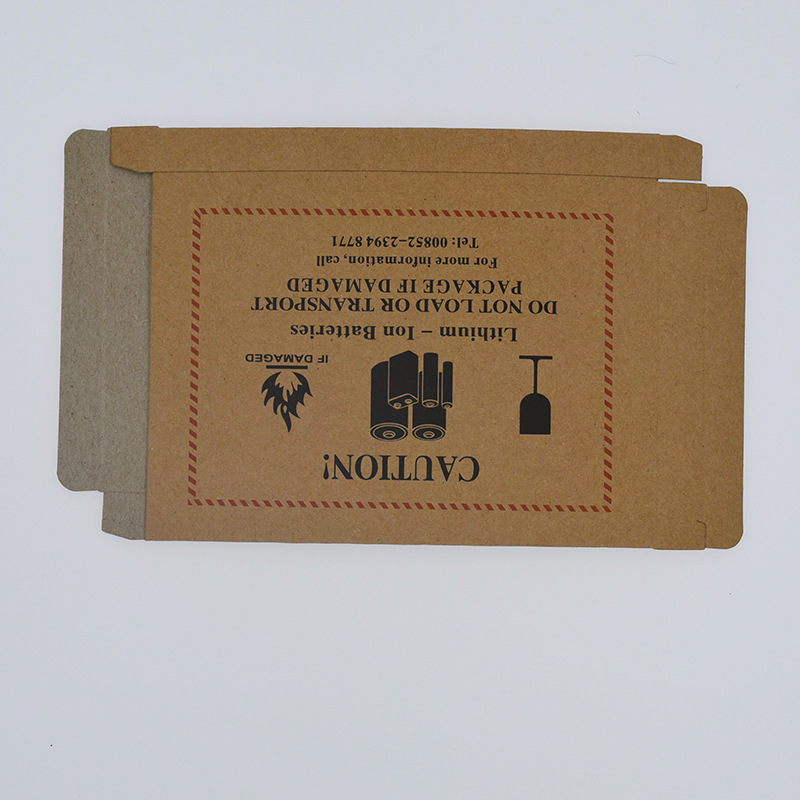 CAUTION!
IF DAMAGED
Lithium – Ion Batteries
DO NOT LOAD OR TRANSPORT
PACKAGE IF DAMAGED
For more information, call
Tel: 00852–2394 8771